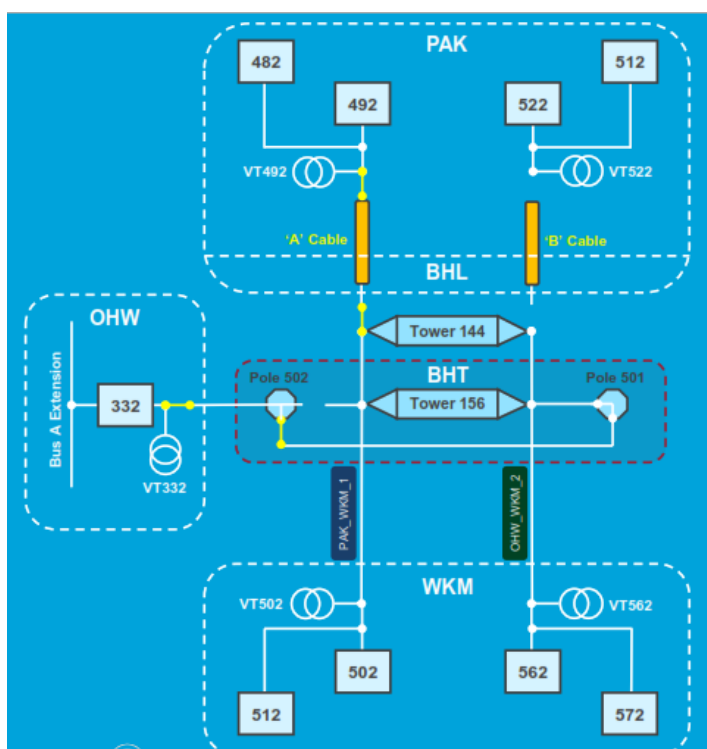 PAK
482
512
492
522
VT492
VT522
'A' Cable
'B' Cable
BHL
OHW
Tower 144
Pole 502
BHT
Pole 501
Bus A Extension
332
Tower 156
VT332
PAK_WKM_1
OHW_WKM_2
WKM
VT502
VT562
502
562
512
572